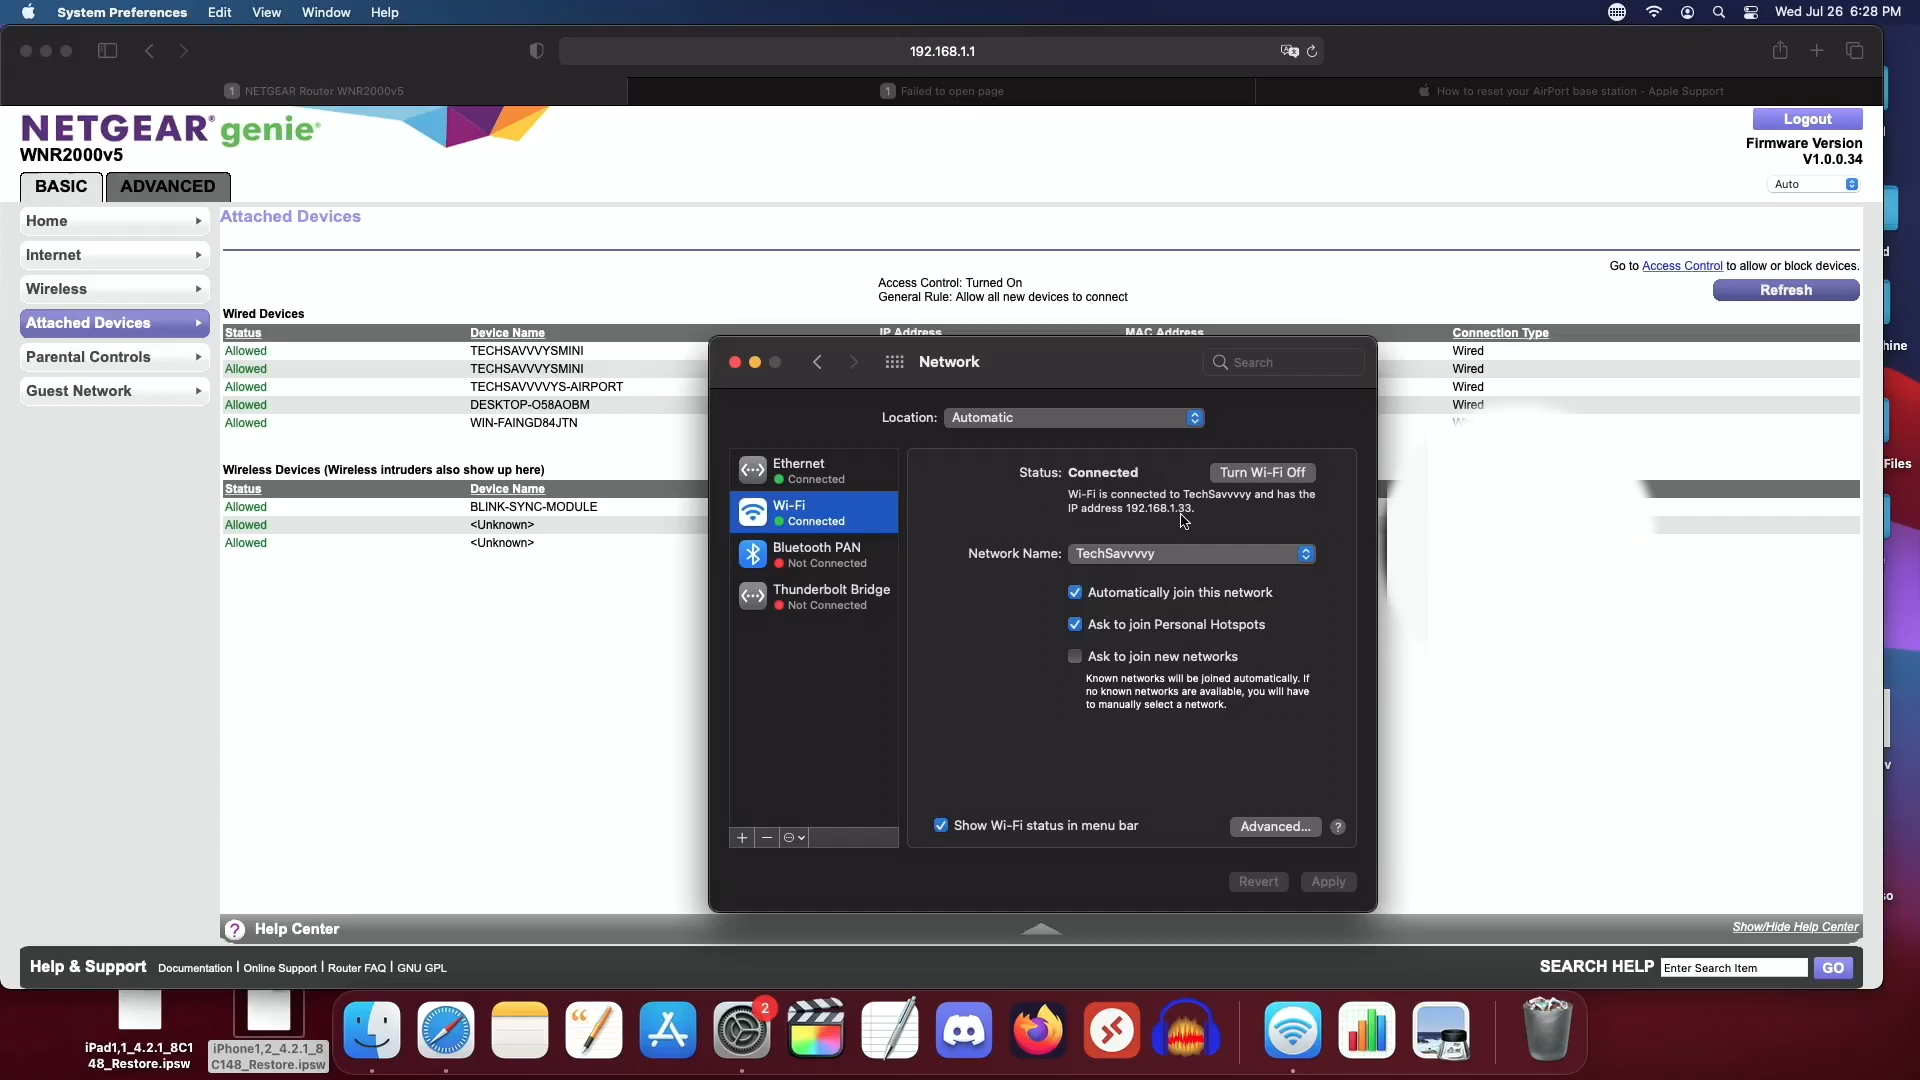 System Preferences Edit View Window Help Wed Jul 26 6:28 PM
192.168.1.1
1 NETGEAR Router WNR2000v5 1 Failed to open page How to reset your AirPort base station - Apple Support
NETGEAR® genie®
WNR2000v5
Logout
Firmware Version
V1.0.0.34
Auto
BASIC ADVANCED
Home
Internet
Wireless
Attached Devices
Parental Controls
Guest Network
Attached Devices
Go to Access Control to allow or block devices.
Access Control: Turned On
General Rule: Allow all new devices to connect
Refresh
Wired Devices
Status Device Name IP Address MAC Address Connection Type
Allowed TECHSAVVVYSMINI Wired
Allowed TECHSAVVVYSMINI Wired
Allowed TECHSAVVVVYS-AIRPORT Wired
Allowed DESKTOP-O58AOBM Wired
Allowed WIN-FAINGD84JTN
Wireless Devices (Wireless intruders also show up here)
Status Device Name
Allowed BLINK-SYNC-MODULE
Allowed <Unknown>
Allowed <Unknown>
Network
Search
Location: Automatic
Ethernet
Connected
Wi-Fi
Connected
Bluetooth PAN
Not Connected
Thunderbolt Bridge
Not Connected
Status: Connected Turn Wi-Fi Off
Wi-Fi is connected to TechSavvvvy and has the
IP address 192.168.1.33.
Network Name: TechSavvvvy
Automatically join this network
Ask to join Personal Hotspots
Ask to join new networks
Known networks will be joined automatically. If
no known networks are available, you will have
to manually select a network.
Show Wi-Fi status in menu bar Advanced... ?
Revert Apply
? Help Center Show/Hide Help Center
Help & Support Documentation | Online Support | Router FAQ | GNU GPL SEARCH HELP Enter Search Item GO
hine
Files
2
iPad1,1_4.2.1_8C1
48_Restore.ipsw
iPhone1,2_4.2.1_8
C148_Restore.ipsw